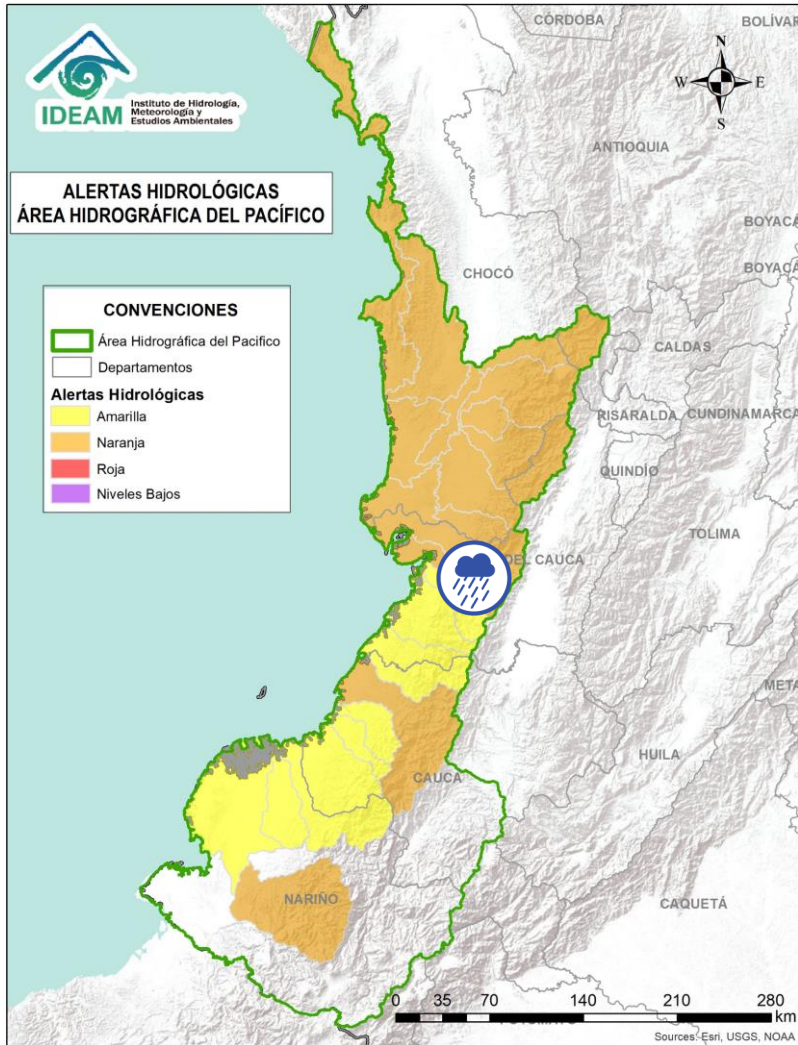 CÓRDOBA
BOLÍVAR
IDEAM
Instituto de Hidrología,
Meteorología y
Estudios Ambientales
N
W
E
S
ANTIOQUIA
ALERTAS HIDROLÓGICAS
ÁREA HIDROGRÁFICA DEL PACÍFICO
BOYACÁ
BOYACÁ
CHOCÓ
CONVENCIONES
Área Hidrográfica del Pacifico
Departamentos
Alertas Hidrológicas
Amarilla
Naranja
Roja
Niveles Bajos
CALDAS
RISARALDA
CUNDINAMARCA
QUINDÍO
TOLIMA
DEL CAUCA
META
HUILA
CAUCA
NARIÑO
CAQUETÁ
0 35 70 140 210 280
km
Sources: Esri, USGS, NOAA